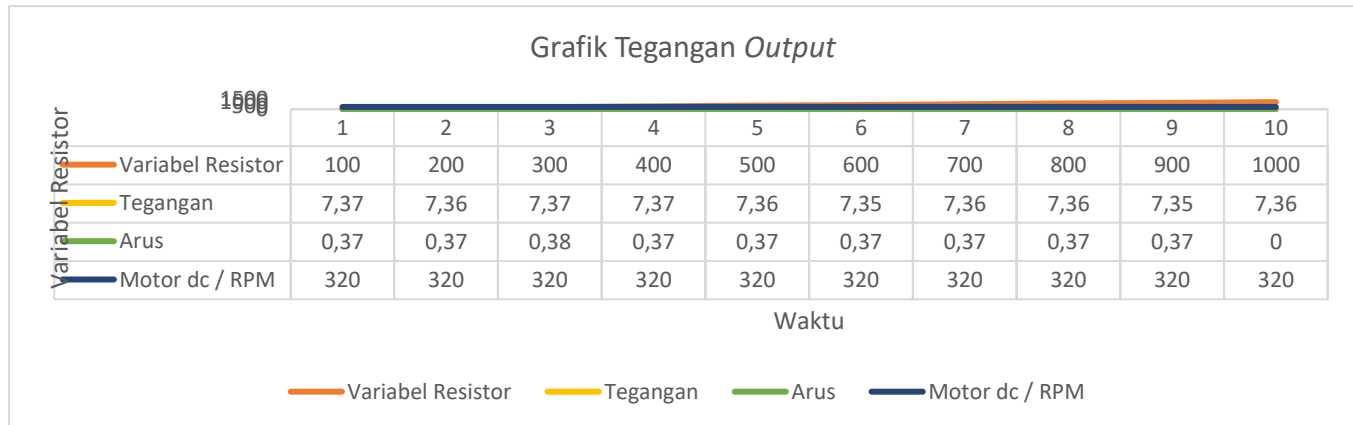 Grafik Tegangan Output
1500
1000
500
0
Variabel Resistor
1 2 3 4 5 6 7 8 9 10
Variabel Resistor 100 200 300 400 500 600 700 800 900 1000
Tegangan 7,37 7,36 7,37 7,37 7,36 7,35 7,36 7,36 7,35 7,36
Arus 0,37 0,37 0,38 0,37 0,37 0,37 0,37 0,37 0,37 0
Motor dc / RPM 320 320 320 320 320 320 320 320 320 320
Waktu
Variabel Resistor Tegangan Arus Motor dc / RPM